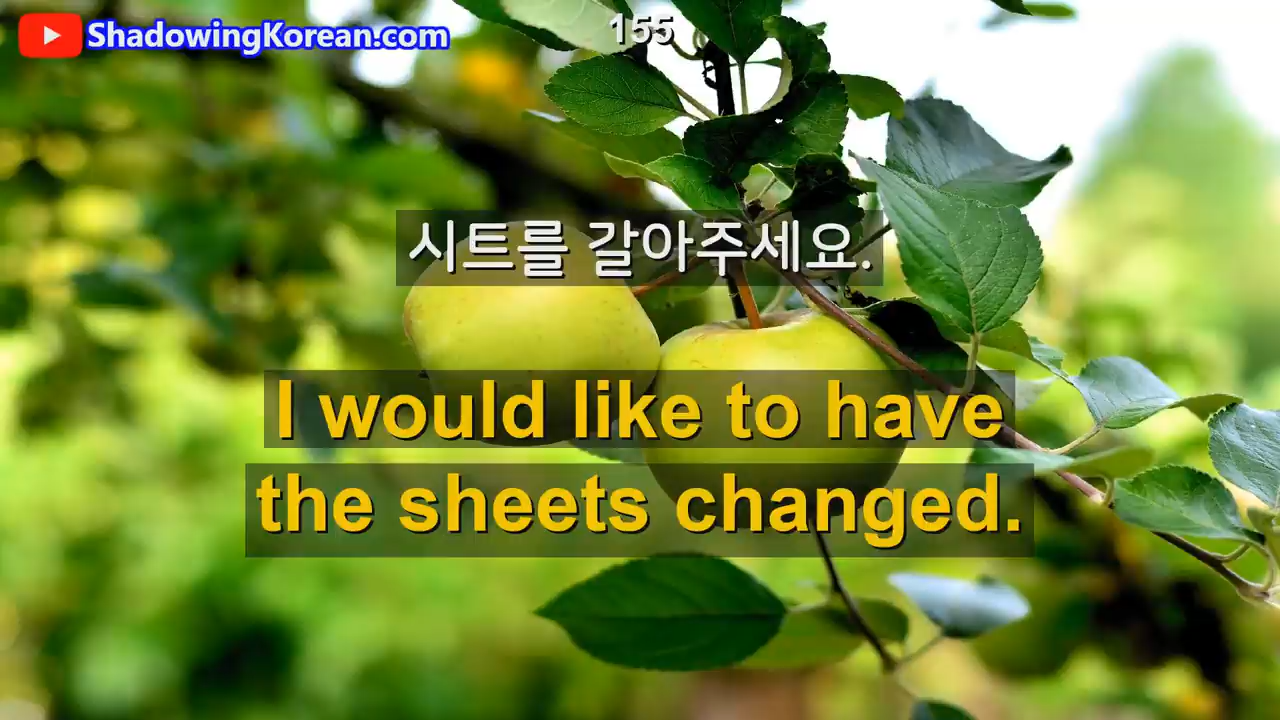 ShadowingKorean.com
155
시트를 갈아주세요.
I would like to have
the sheets changed.